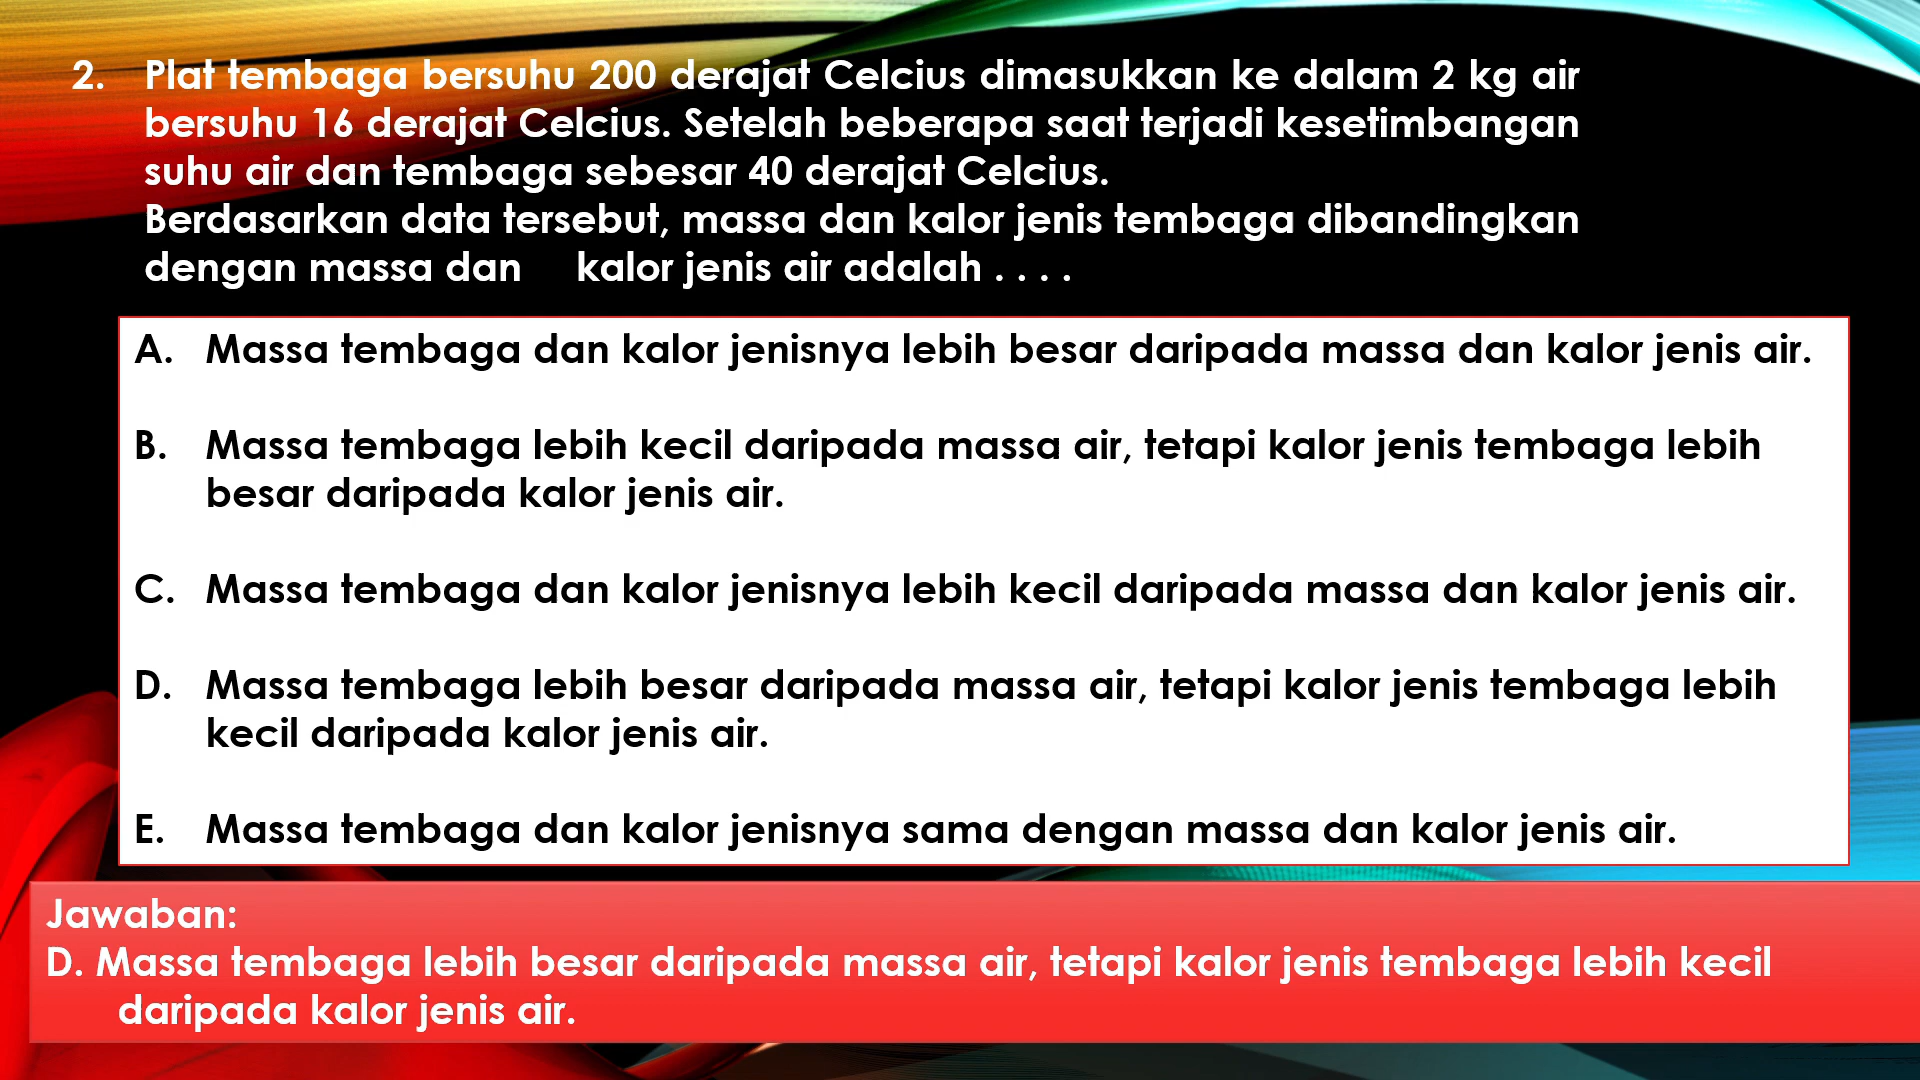 2. Plat tembaga bersuhu 200 derajat Celcius dimasukkan ke dalam 2 kg air
bersuhu 16 derajat Celcius. Setelah beberapa saat terjadi kesetimbangan
suhu air dan tembaga sebesar 40 derajat Celcius.
Berdasarkan data tersebut, massa dan kalor jenis tembaga dibandingkan
dengan massa dan kalor jenis air adalah . . . .
A. Massa tembaga dan kalor jenisnya lebih besar daripada massa dan kalor jenis air.
B. Massa tembaga lebih kecil daripada massa air, tetapi kalor jenis tembaga lebih
besar daripada kalor jenis air.
C. Massa tembaga dan kalor jenisnya lebih kecil daripada massa dan kalor jenis air.
D. Massa tembaga lebih besar daripada massa air, tetapi kalor jenis tembaga lebih
kecil daripada kalor jenis air.
E. Massa tembaga dan kalor jenisnya sama dengan massa dan kalor jenis air.
Jawaban:
D. Massa tembaga lebih besar daripada massa air, tetapi kalor jenis tembaga lebih kecil
daripada kalor jenis air.